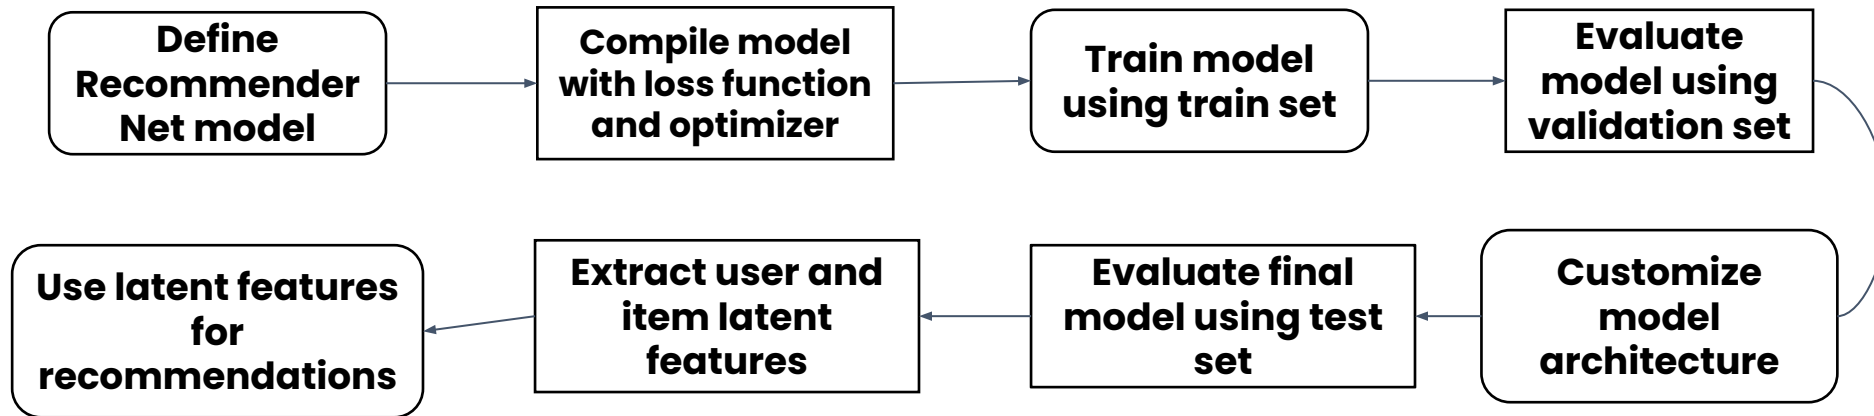 Define
Recommender
Net model
Compile model
with loss function
and optimizer
Train model
using train set
Evaluate
model using
validation set
Customize
model
architecture
Evaluate final
model using test
set
Extract user and
item latent
features
Use latent features
for
recommendations